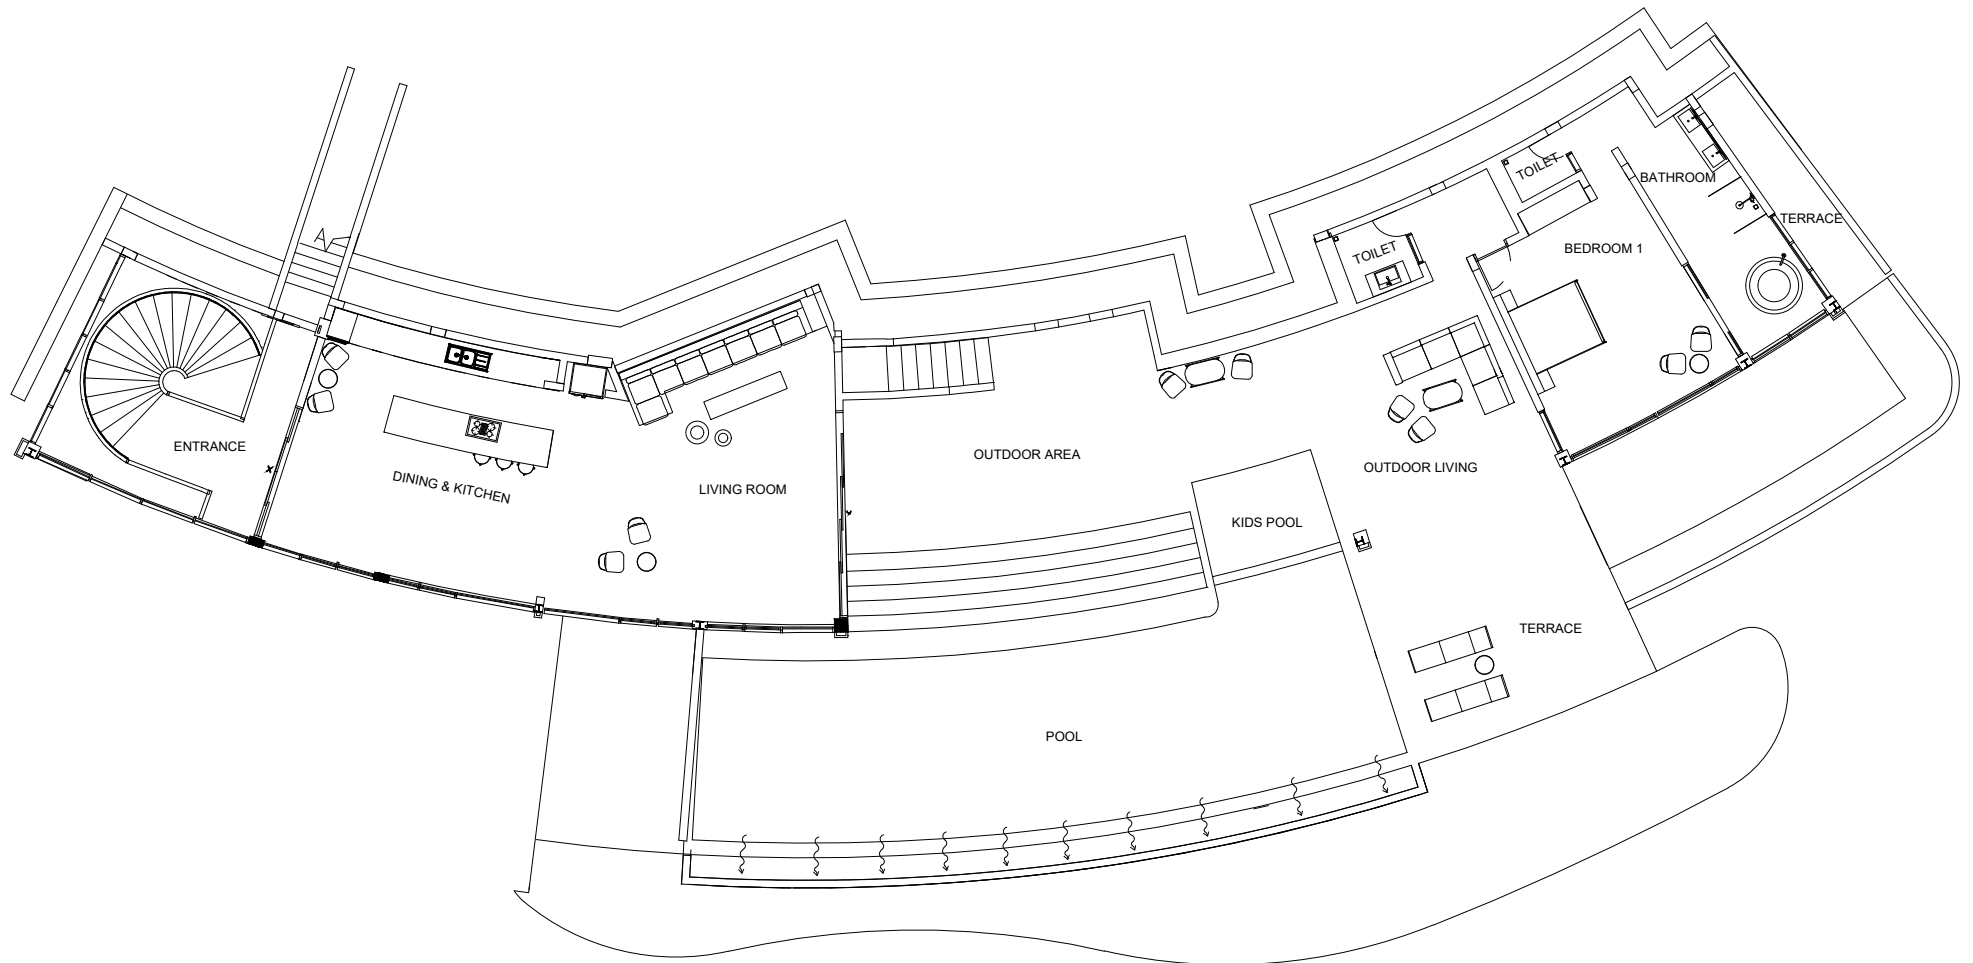 TOILET
BATHROOM
TERRACE
A
TOILET
BEDROOM 1
ENTRANCE
DINING & KITCHEN
LIVING ROOM
OUTDOOR AREA
OUTDOOR LIVING
KIDS POOL
TERRACE
POOL